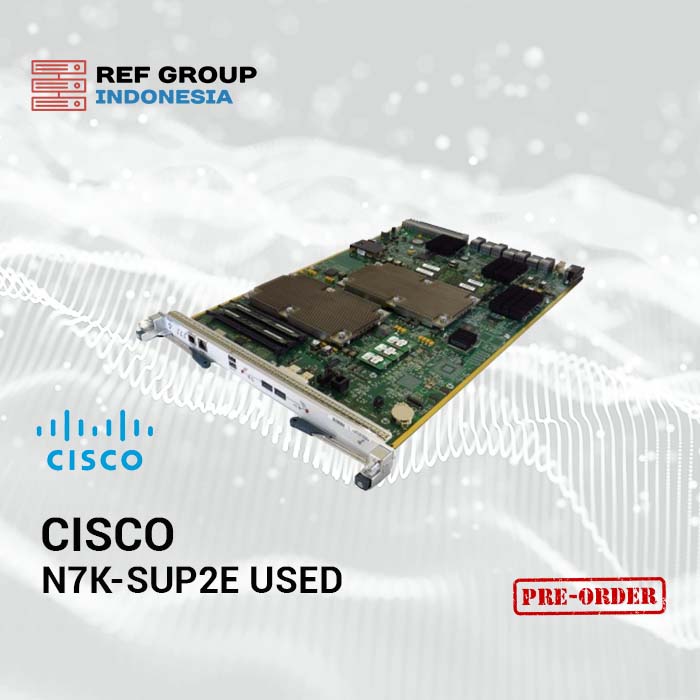 REF GROUP
INDONESIA
CISCO
CISCO
N7K-SUP2E USED
PRE-ORDER